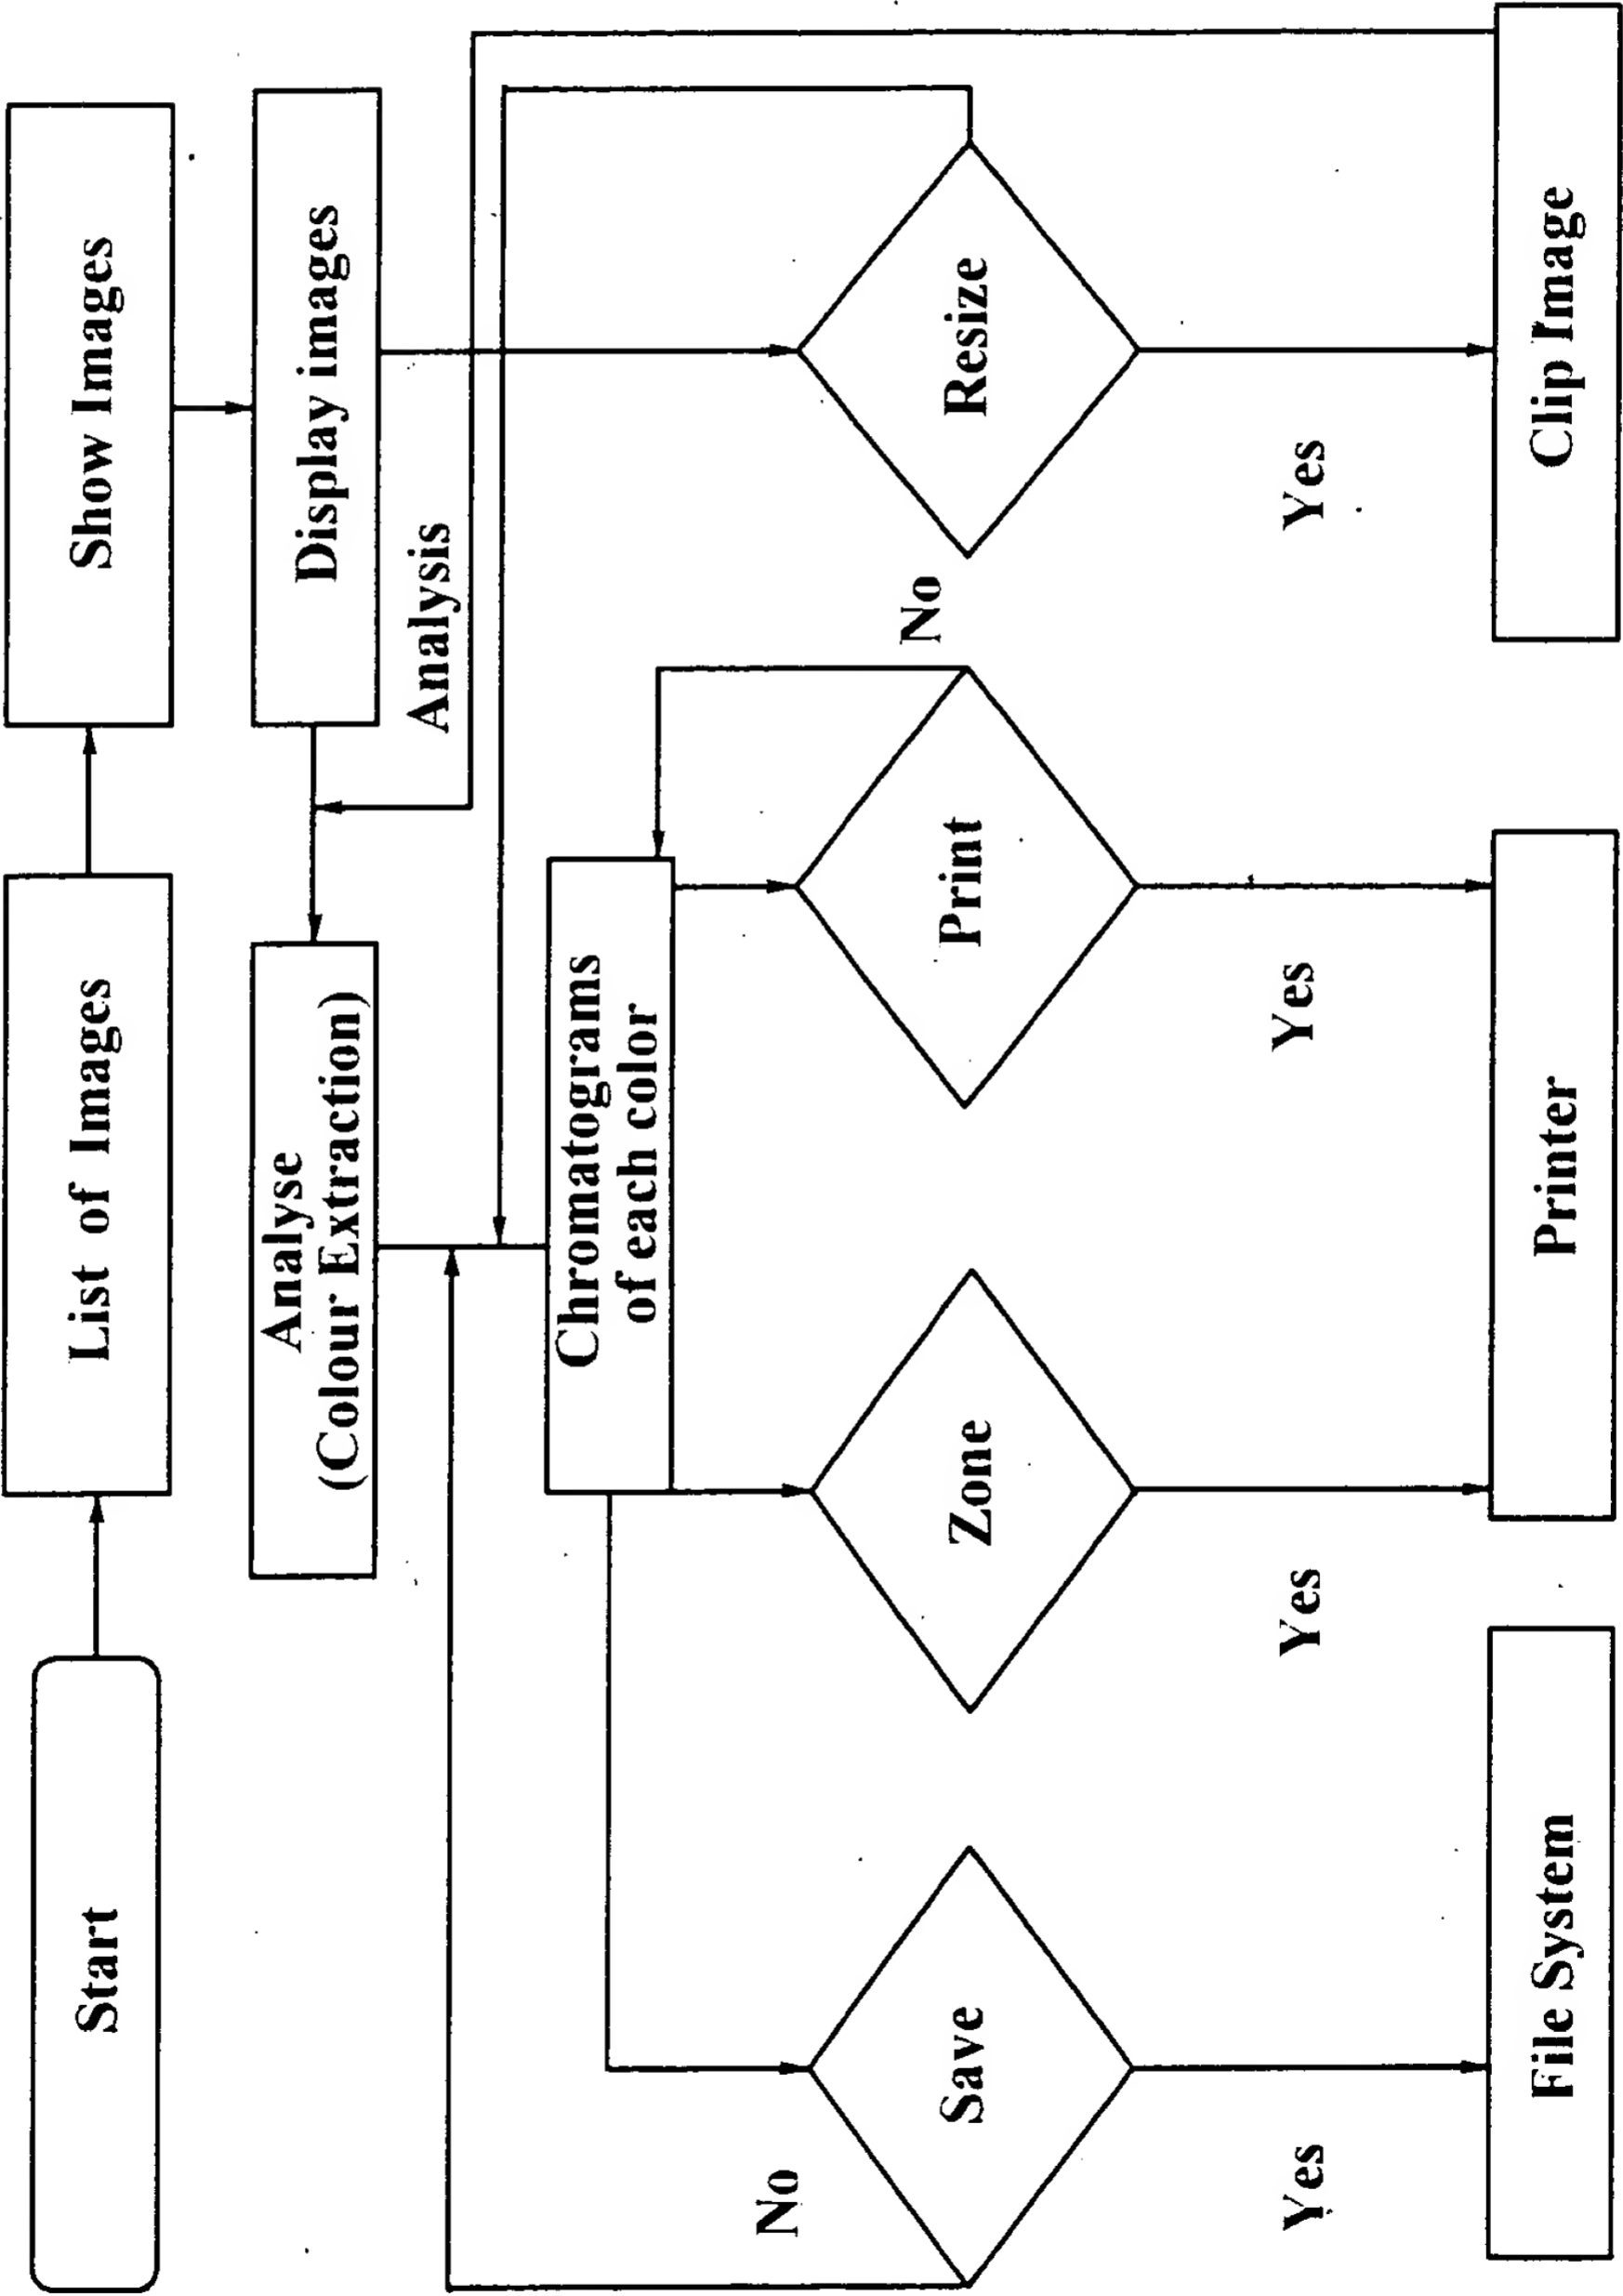 Start
List of Images
Show Images
Analyse
(Colour Extraction)
Display images
Analysis
Chromatograms
of each color
No
No
Save
Zone
Print
Resize
Yes
Yes
Yes
Yes
File System
Printer
Clip Image